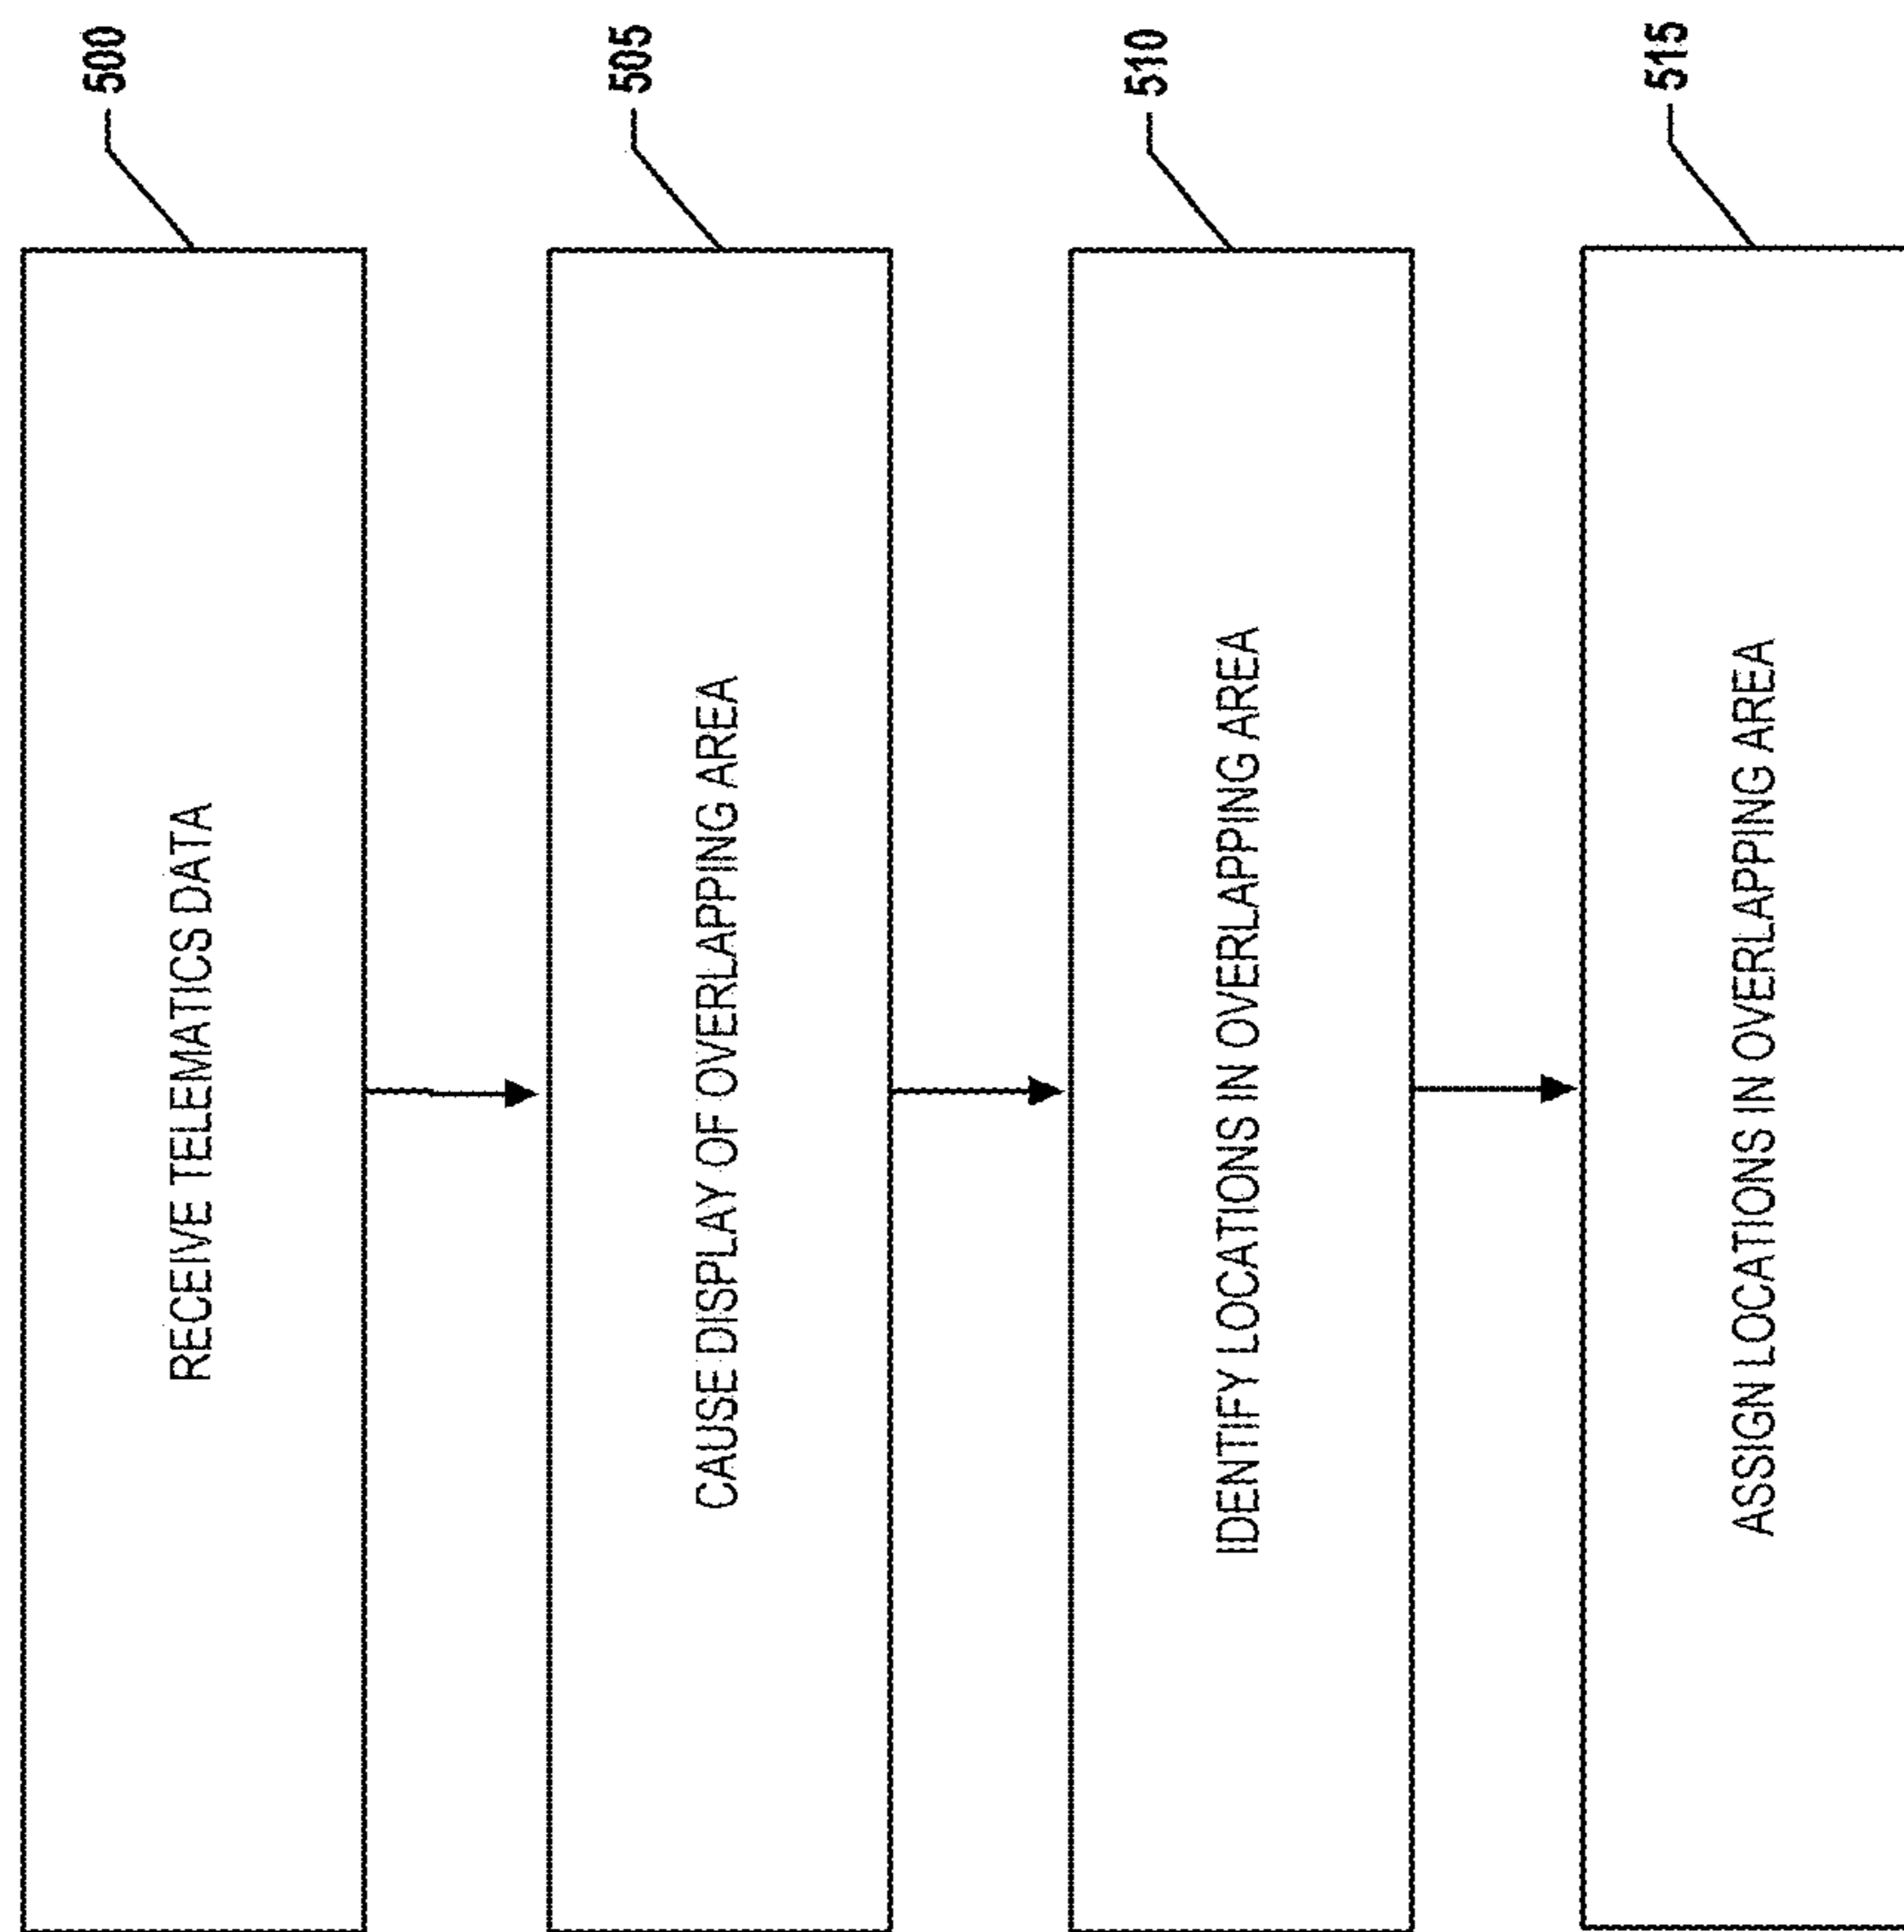 RECEIVE TELEMATICS DATA
500
CAUSE DISPLAY OF OVERLAPPING AREA
505
IDENTIFY LOCATIONS IN OVERLAPPING AREA
510
ASSIGN LOCATIONS IN OVERLAPPING AREA
515